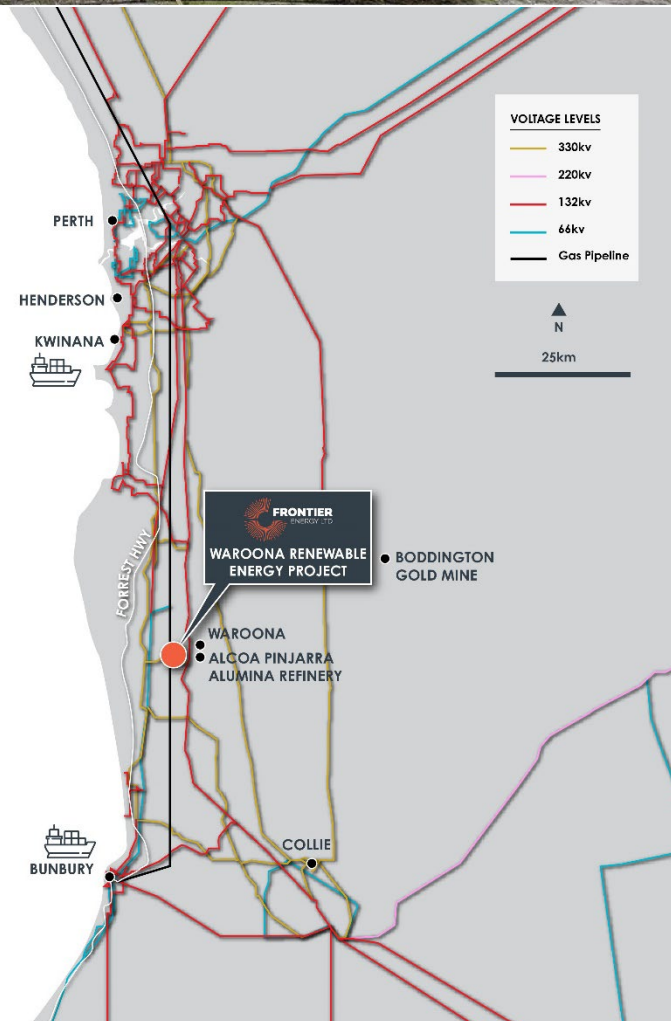 VOLTAGE LEVELS
330kv
220kv
132kv
66kv
Gas Pipeline
N
25km
PERTH
HENDERSON
KWINANA
FORREST HWY
FRONTIER
ENERGY LTD
WAROONA RENEWABLE
ENERGY PROJECT
BODDINGTON
GOLD MINE
WAROONA
ALCOA PINJARRA
ALUMINA REFINERY
COLLIE
BUNBURY